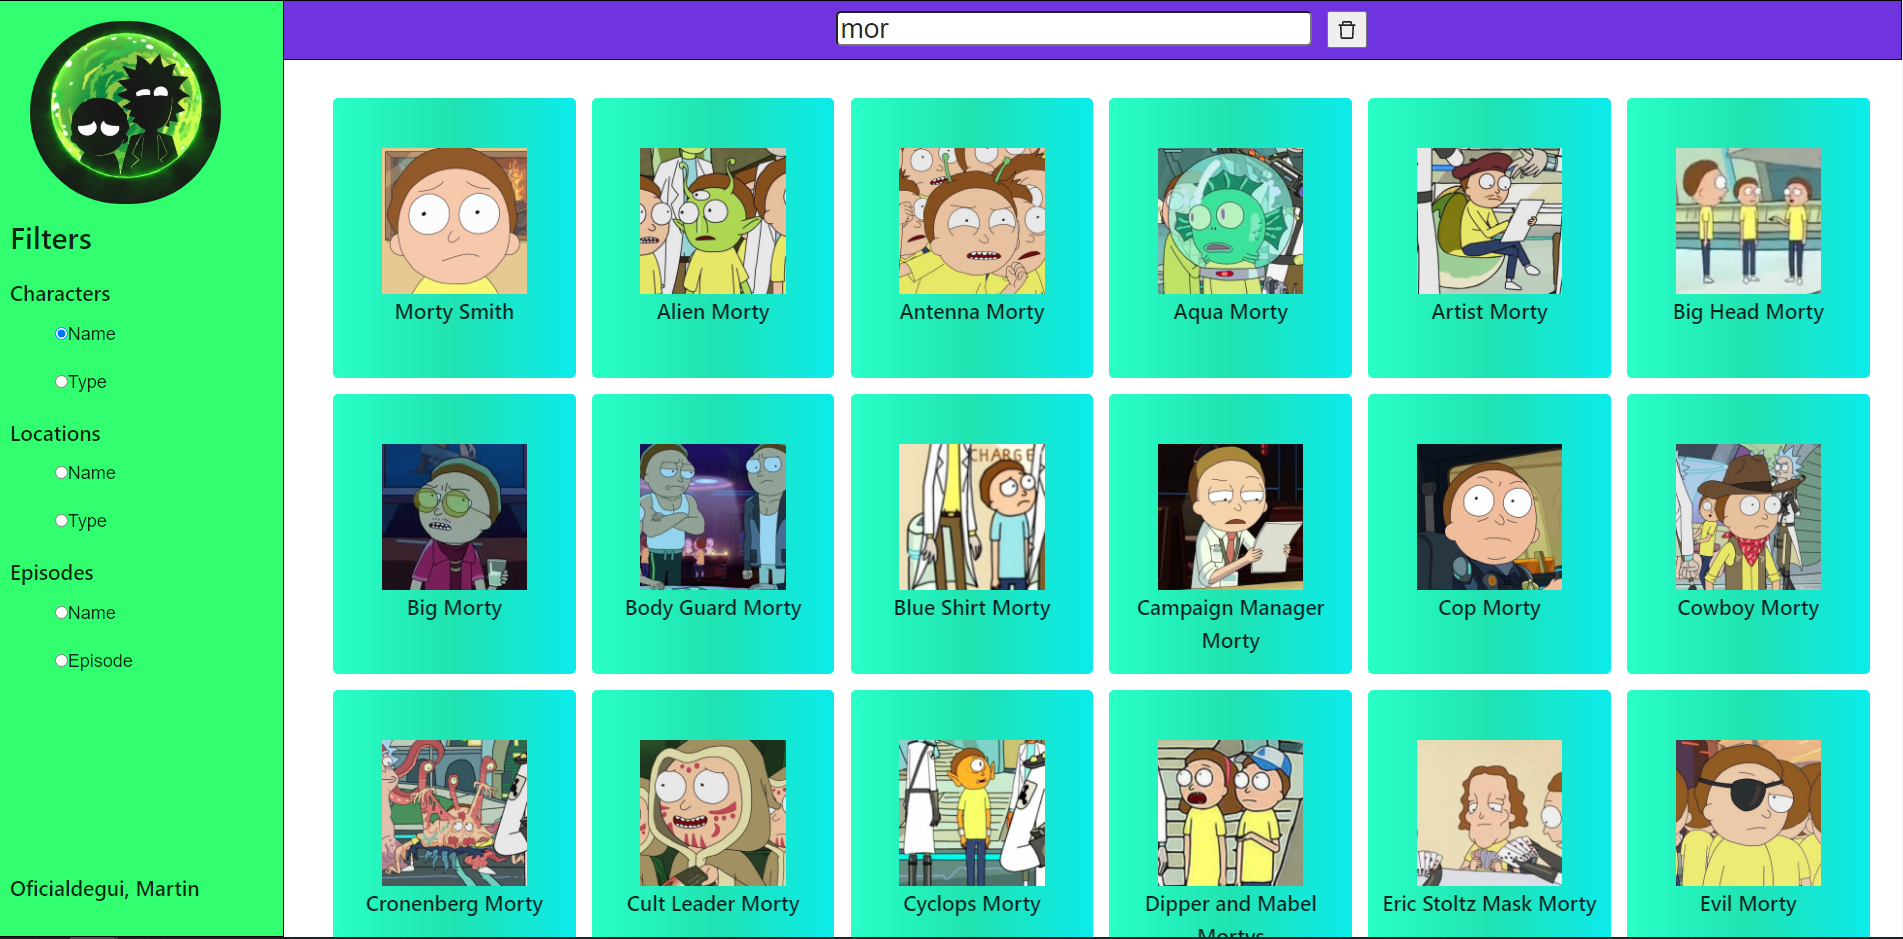 mor
Filters
Characters
Name
Type
Locations
Name
Type
Episodes
Name
Episode
Oficialdegui, Martin
Morty Smith
Alien Morty
Antenna Morty
Aqua Morty
Artist Morty
Big Head Morty
Big Morty
Body Guard Morty
CHARGE
Blue Shirt Morty
Campaign Manager
Morty
Cop Morty
Cowboy Morty
Cronenberg Morty
Cult Leader Morty
Cyclops Morty
Dipper and Mabel
Mortys
Eric Stoltz Mask Morty
Evil Morty